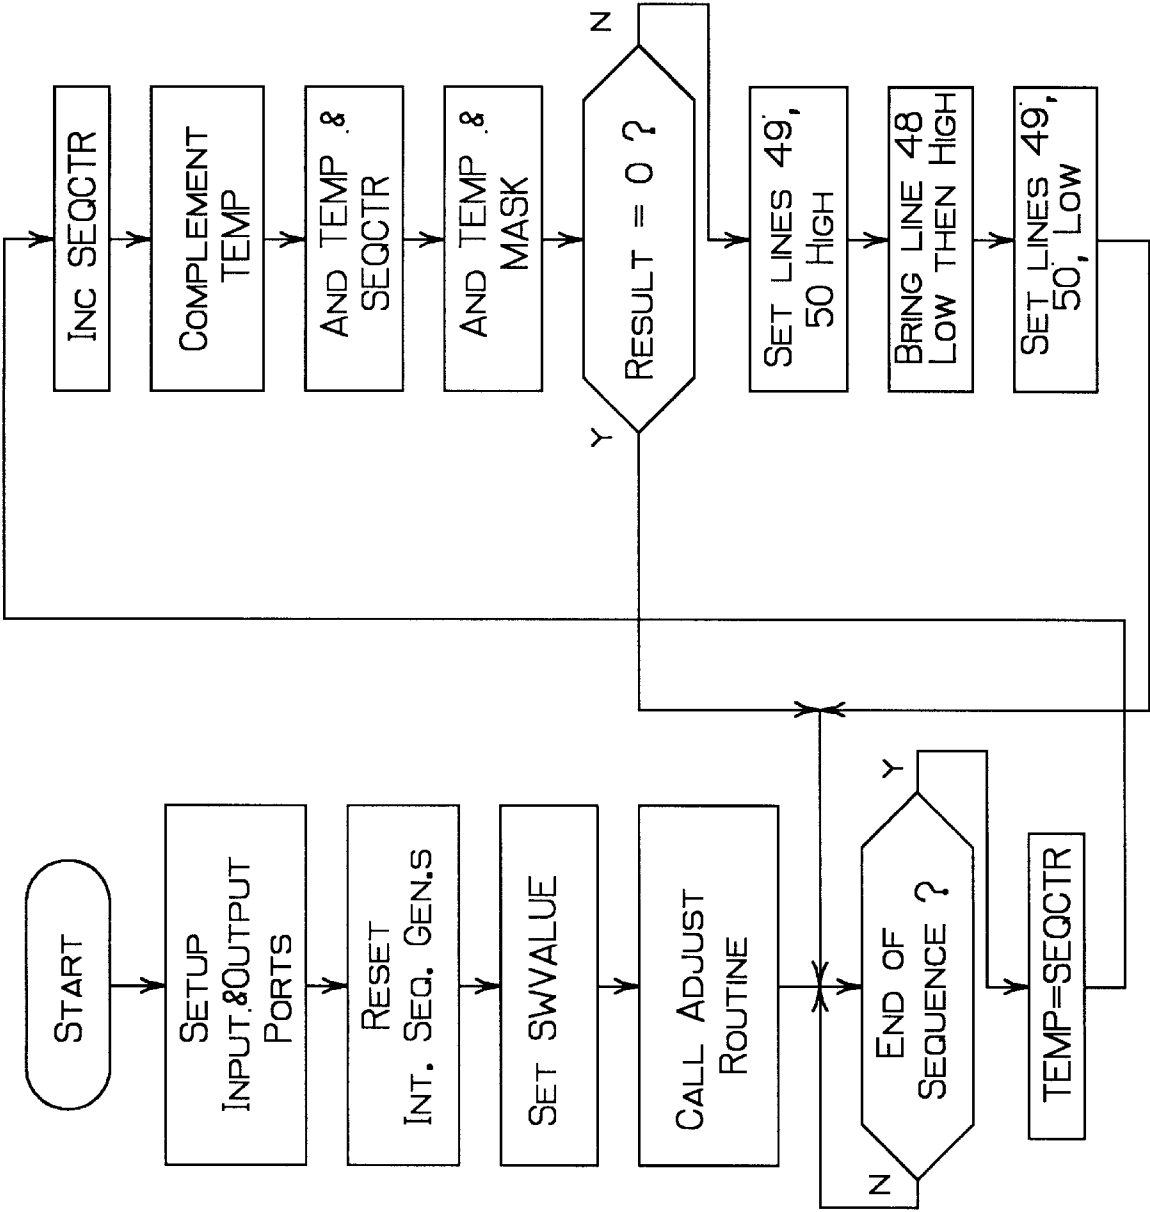 START
SETUP
INPUT.&OUTPUT
PORTS
RESET
INT. SEQ. GEN.S
SET SWVALUE
CALL ADJUST
ROUTINE
END OF
SEQUENCE ?
N
Y
TEMP=SEQCTR
INC SEQCTR
COMPLEMENT
TEMP
AND TEMP .&
SEQCTR
AND TEMP .&
MASK
RESULT = 0 ?
Y
N
SET LINES 49,
50 HIGH
BRING LINE 48
LOW THEN HIGH
SET LINES 49,
50, LOW